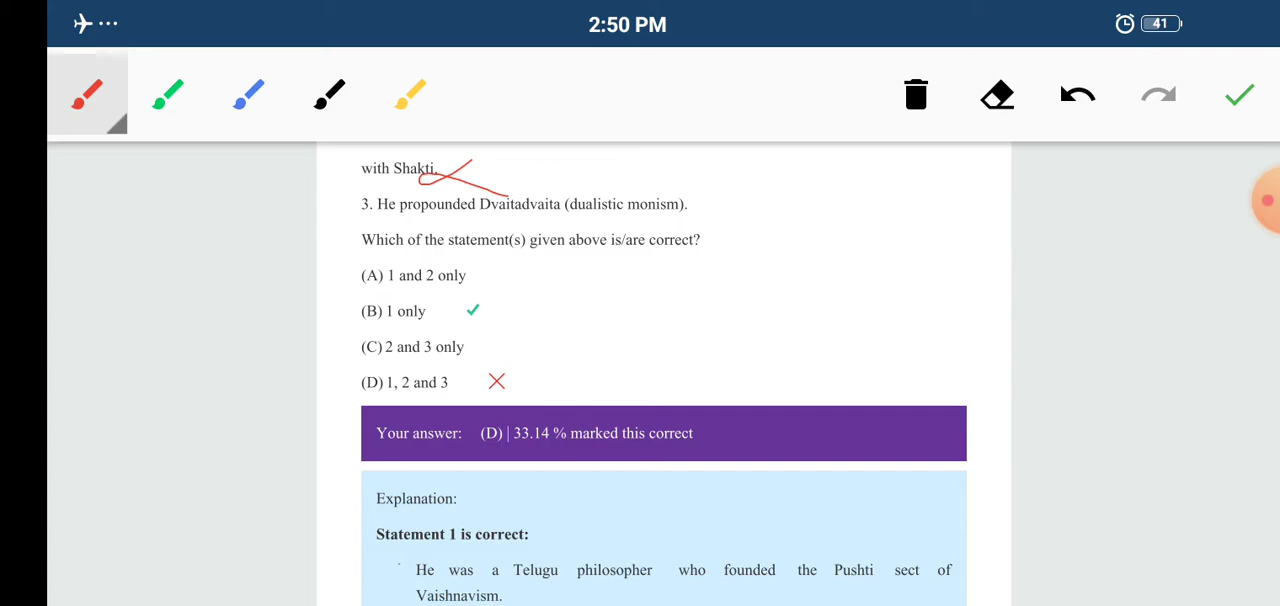 2:50 PM
41
with Shakti.
3. He propounded Dvaitadvaita (dualistic monism).
Which of the statement(s) given above is/are correct?
(A) 1 and 2 only
(B) 1 only
(C) 2 and 3 only
(D) 1, 2 and 3
Your answer: (D) | 33.14 % marked this correct
Explanation:
Statement 1 is correct:
He was a Telugu philosopher who founded the Pushti sect of
Vaishnavism.